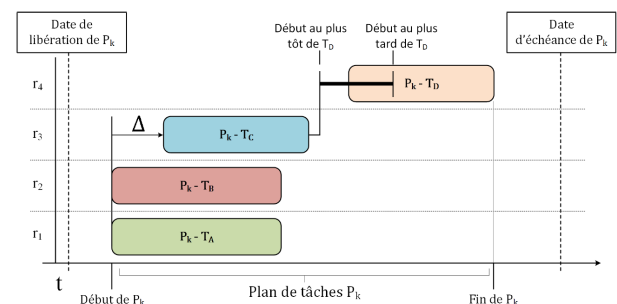 Date de
libération de Pk
Début au plus
tôt de TD
Début au plus
tard de TD
Date
d'échéance de Pk
r4
Pk - TD
r3
Δ
Pk - TC
r2
Pk - TB
r1
Pk - TA
t
Début de Pk
Plan de tâches Pk
Fin de Pk